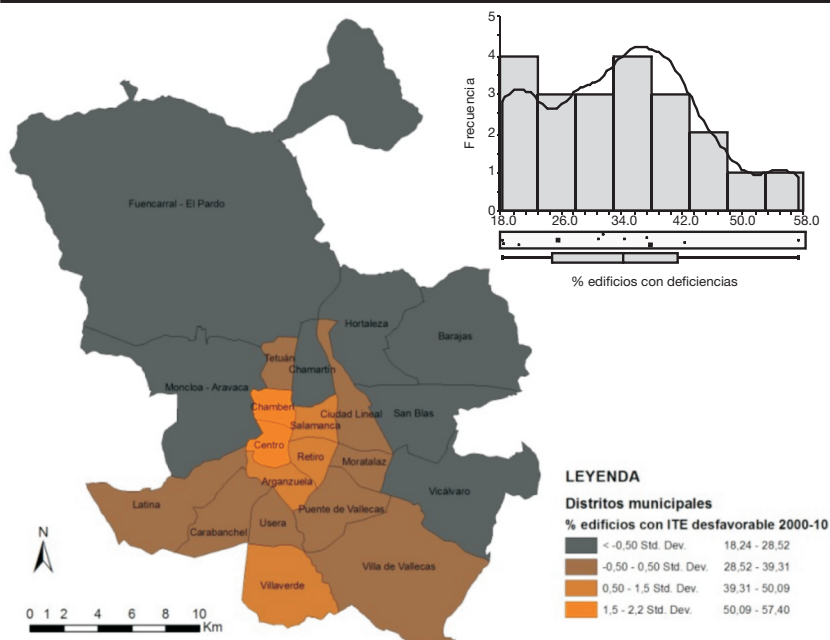 5
4
3
2
1
0
Frecuencia
18.0 26.0 34.0 42.0 50.0 58.0
% edificios con deficiencias
Fuencarral - El Pardo
Hortaleza
Barajas
Tetuán
Chamartín
Moncloa - Aravaca
Chamberí
Ciudad Lineal
San Blas
Salamanca
Centro
Retiro
Moratalaz
Arganzuela
Vicálvaro
Latina
Puente de Vallecas
Carabanchel
Usera
Villa de Vallecas
Villaverde
N
0 1 2 4 6 8 10
Km
LEYENDA
Distritos municipales
% edificios con ITE desfavorable 2000-10
< -0,50 Std. Dev. 18,24 - 28,52
-0,50 - 0,50 Std. Dev. 28,52 - 39,31
0,50 - 1,5 Std. Dev. 39,31 - 50,09
1,5 - 2,2 Std. Dev. 50,09 - 57,40